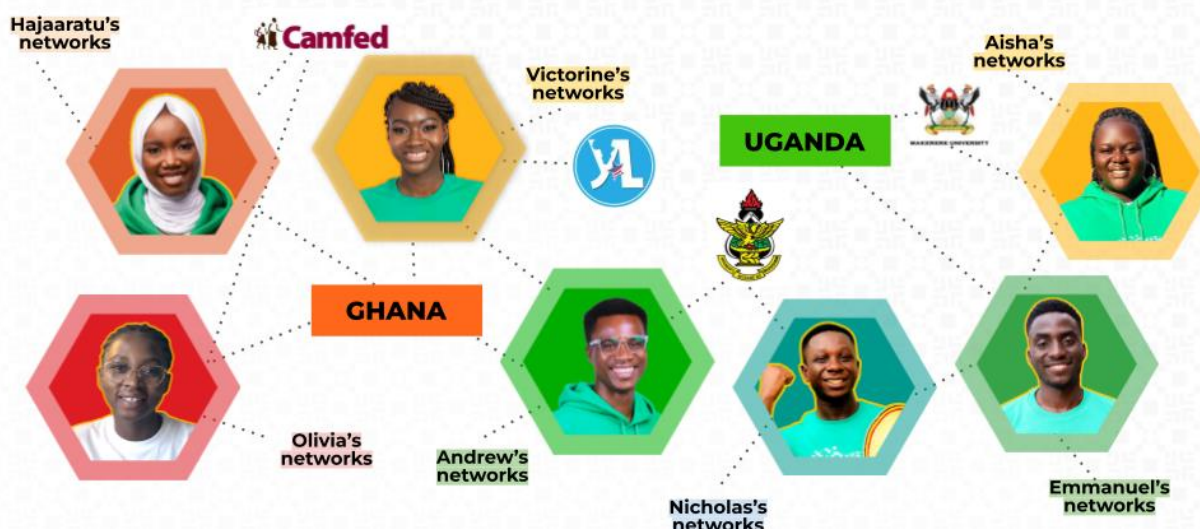 Hajaaratu's
networks
Camfed
Victorine's
networks
Aisha's
networks
UGANDA
MAKERERE UNIVERSITY
GHANA
Olivia's
networks
Andrew's
networks
Nicholas's
networks
Emmanuel's
networks